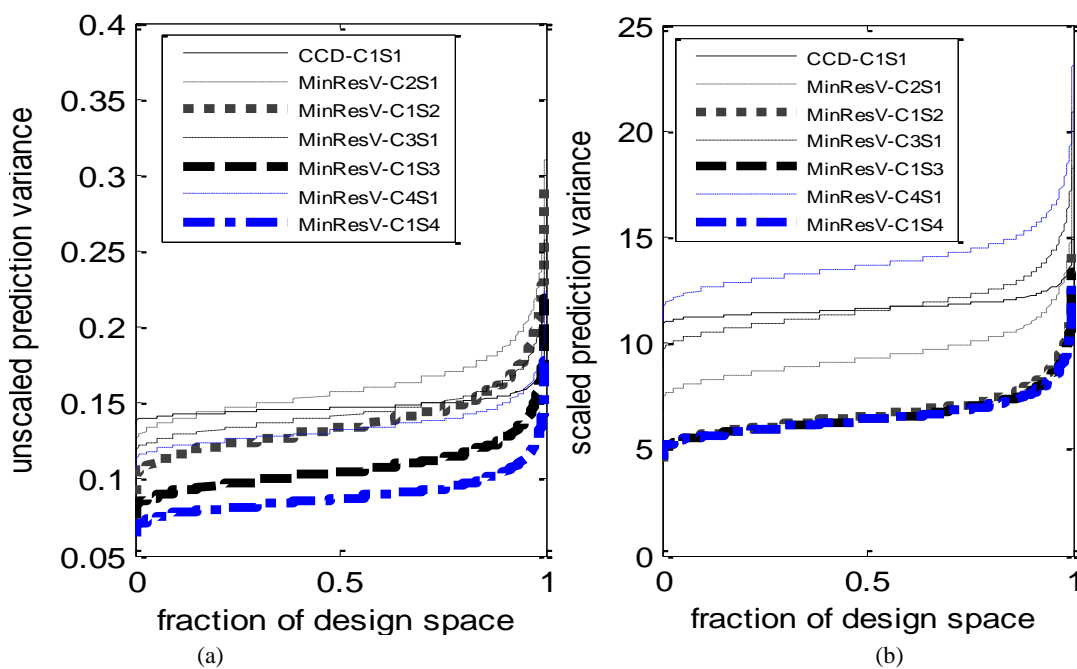 0.4
0.35
0.3
0.25
0.2
0.15
0.1
0.05
unscaled prediction variance
CCD-C1S1
MinResV-C2S1
MinResV-C1S2
MinResV-C3S1
MinResV-C1S3
MinResV-C4S1
MinResV-C1S4
0
0.5
1
fraction of design space
(a)
25
20
15
10
5
0
scaled prediction variance
CCD-C1S1
MinResV-C2S1
MinResV-C1S2
MinResV-C3S1
MinResV-C1S3
MinResV-C4S1
MinResV-C1S4
0
0.5
1
fraction of design space
(b)